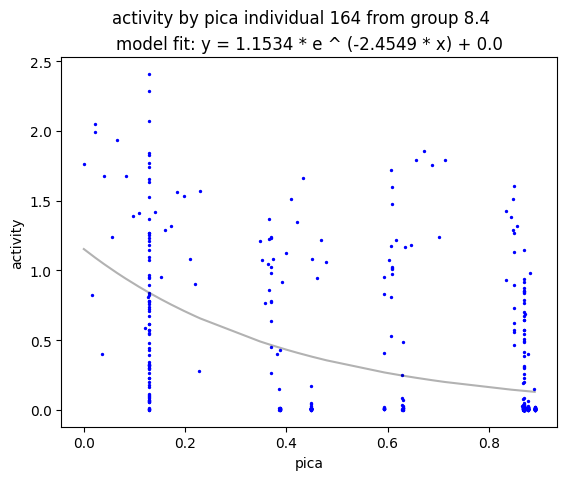 activity by pica individual 164 from group 8.4
model fit: y = 1.1534 * e ^ (-2.4549 * x) + 0.0
2.5
2.0
1.5
1.0
0.5
0.0
activity
0.0 0.2 0.4 0.6 0.8
pica